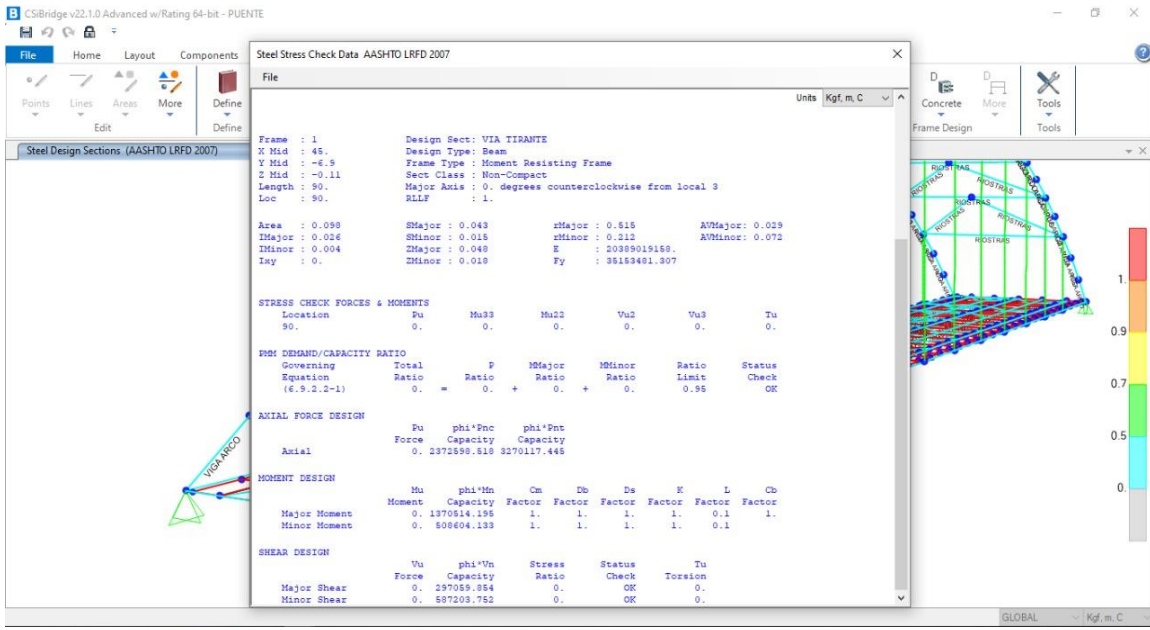 CSiBridge v22.1.0 Advanced w/Rating 64-bit - PUENTE
File Home Layout Components
Points Lines Areas More Define
Edit Define
Concrete More Tools
Frame Design Tools
Steel Design Sections (AASHTO LRFD 2007)
Steel Stress Check Data AASHTO LRFD 2007
File
Units Kgf, m, C
Frame : 1 Design Sect: VIA TIRANTE
X Mid : 45. Design Type: Beam
Y Mid : -6.9 Frame Type : Moment Resisting Frame
Z Mid : -0.11 Sect Class : Non-Compact
Length : 90. Major Axis : 0. degrees counterclockwise from local 3
Loc : 90. RLLF : 1.
Area : 0.098 SMajor : 0.043 rMajor : 0.515 AVMajor: 0.029
IMajor : 0.026 SMinor : 0.015 rMinor : 0.212 AVMinor: 0.072
IMinor : 0.004 ZMajor : 0.048 E : 20389019158.
Ixy : 0. ZMinor : 0.018 Fy : 35153481.307
STRESS CHECK FORCES & MOMENTS
Location Pu Mu33 Mu22 Vu2 Vu3 Tu
90. 0. 0. 0. 0. 0. 0.
PMM DEMAND/CAPACITY RATIO
Governing Total P MMajor MMinor Ratio Status
Equation Ratio Ratio Ratio Ratio Limit Check
(6.9.2.2-1) 0. = 0. + 0. + 0. 0.95 OK
AXIAL FORCE DESIGN
Pu phi*Pnc phi*Pnt
Force Capacity Capacity
Axial 0. 2372598.518 3270117.445
MOMENT DESIGN
Mu phi*Mn Cm Db Ds K L Cb
Moment Capacity Factor Factor Factor Factor Factor Factor
Major Moment 0. 1370514.195 1. 1. 1. 1. 0.1 1.
Minor Moment 0. 508604.133 1. 1. 1. 1. 0.1
SHEAR DESIGN
Vu phi*Vn Stress Status Tu
Force Capacity Ratio Check Torsion
Major Shear 0. 297059.854 0. OK 0.
Minor Shear 0. 587203.752 0. OK 0.
VIGA ARCO
RIOSTRAS
RIOSTRAS
RIOSTRAS
RIOSTRAS
RIOSTRAS
RIOSTRAS
1.
0.9
0.7
0.5
0.
GLOBAL Kgf, m, C